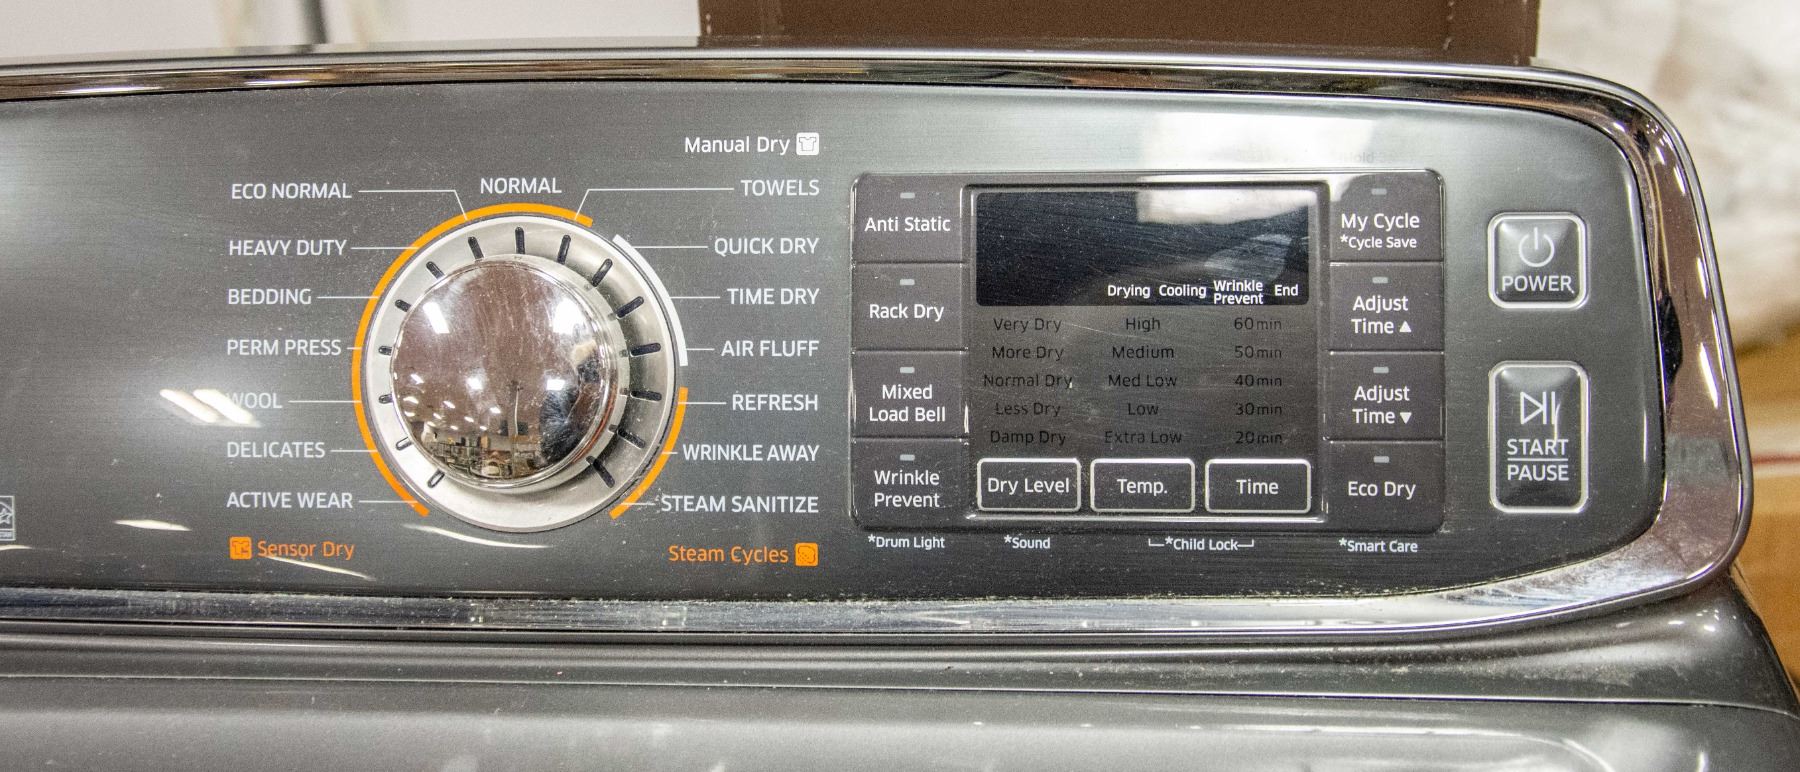 Manual Dry
ECO NORMAL
NORMAL
TOWELS
HEAVY DUTY
QUICK DRY
BEDDING
TIME DRY
PERM PRESS
AIR FLUFF
WOOL
REFRESH
DELICATES
WRINKLE AWAY
ACTIVE WEAR
STEAM SANITIZE
Sensor Dry
Steam Cycles
Anti Static
Rack Dry
Mixed
Load Bell
Wrinkle
Prevent
*Drum Light
Drying Cooling Wrinkle Prevent End
Very Dry High 60min
More Dry Medium 50min
Normal Dry Med Low 40min
Less Dry Low 30min
Damp Dry Extra Low 20min
Dry Level Temp. Time
*Sound *Child Lock
My Cycle
*Cycle Save
Adjust
Time ▲
Adjust
Time ▼
Eco Dry
*Smart Care
POWER
START
PAUSE